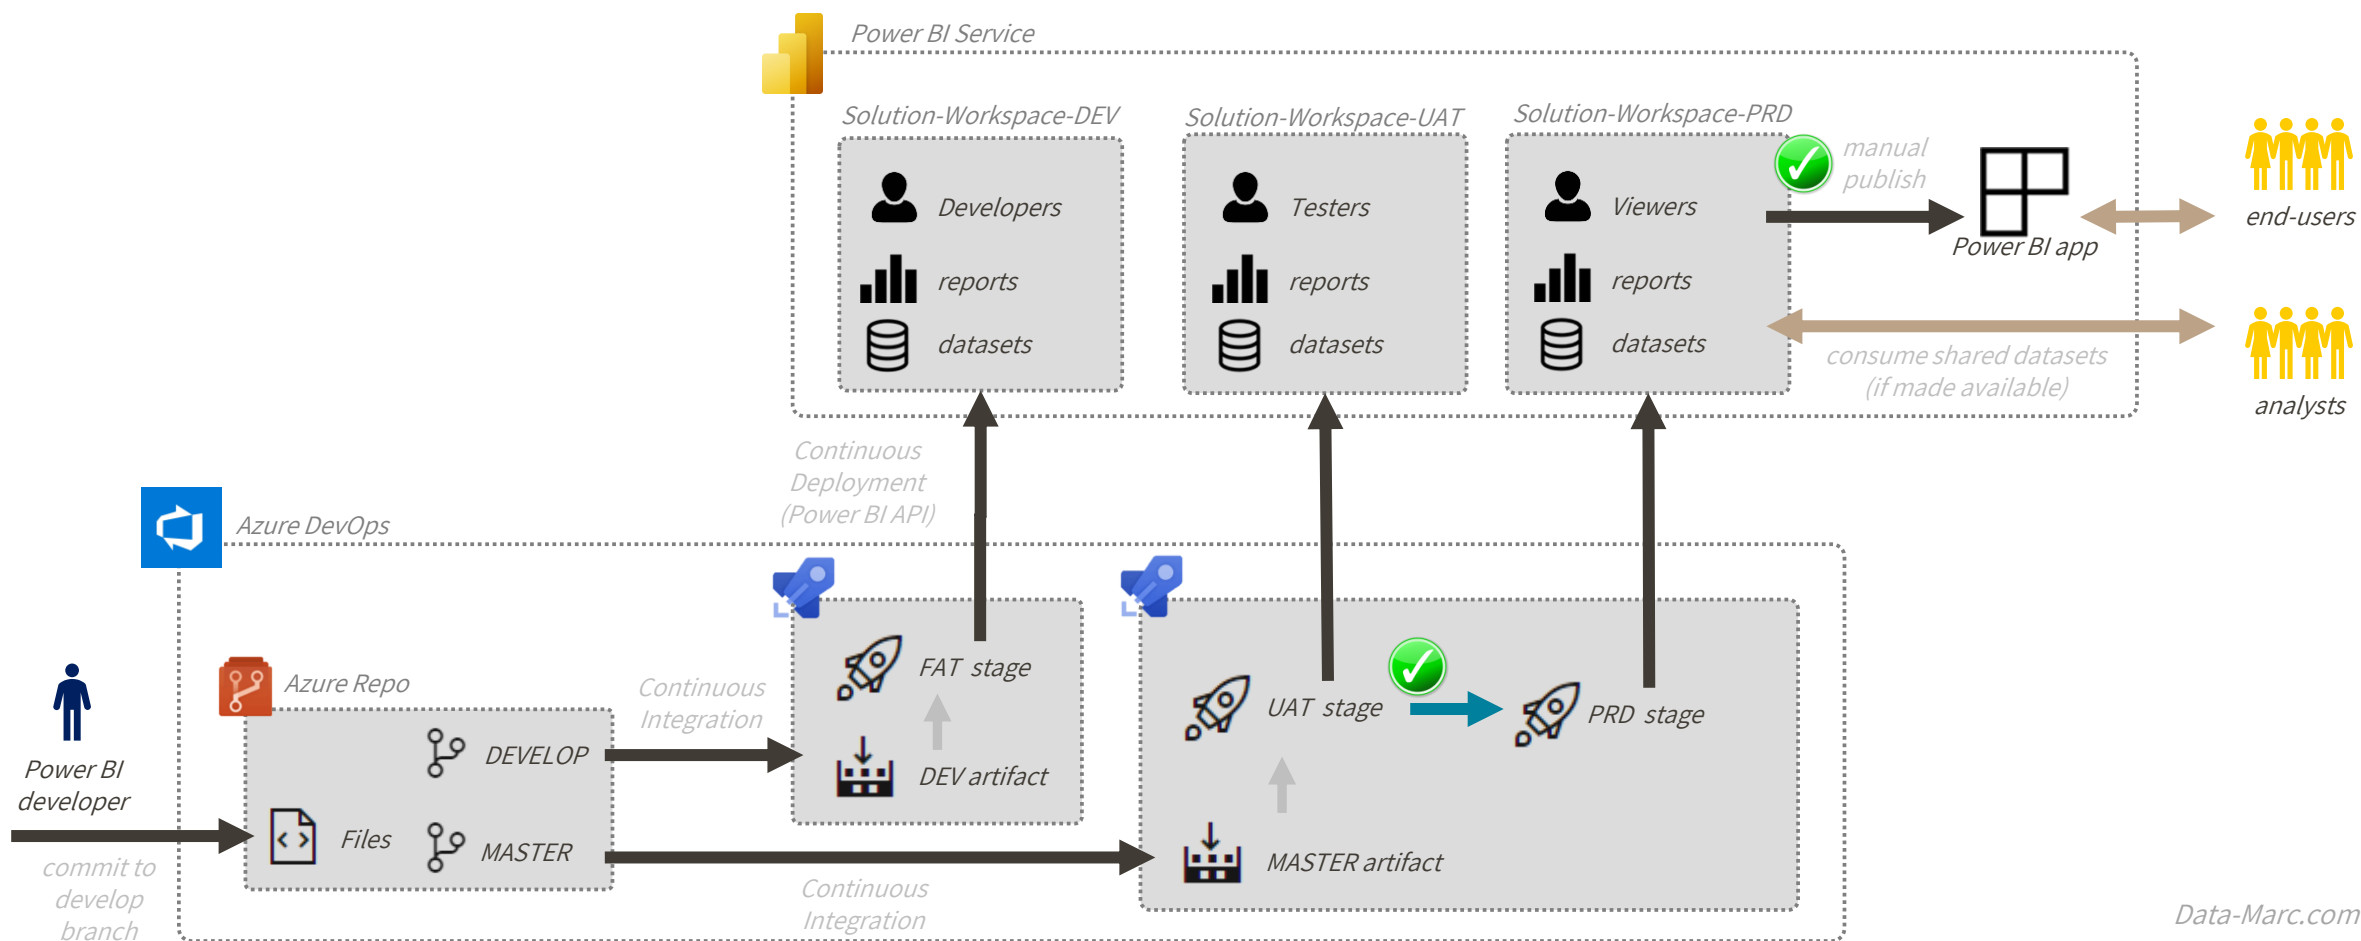 Power BI Service
Solution-Workspace-DEV
Solution-Workspace-UAT
Solution-Workspace-PRD
Developers
reports
datasets
Testers
reports
datasets
Viewers
reports
datasets
manual
publish
Power BI app
end-users
consume shared datasets
(if made available)
analysts
Continuous
Deployment
(Power BI API)
Azure DevOps
Power BI
developer
commit to
develop
branch
Azure Repo
Files
DEVELOP
MASTER
Continuous
Integration
Continuous
Integration
FAT stage
DEV artifact
UAT stage
PRD stage
MASTER artifact
Data-Marc.com